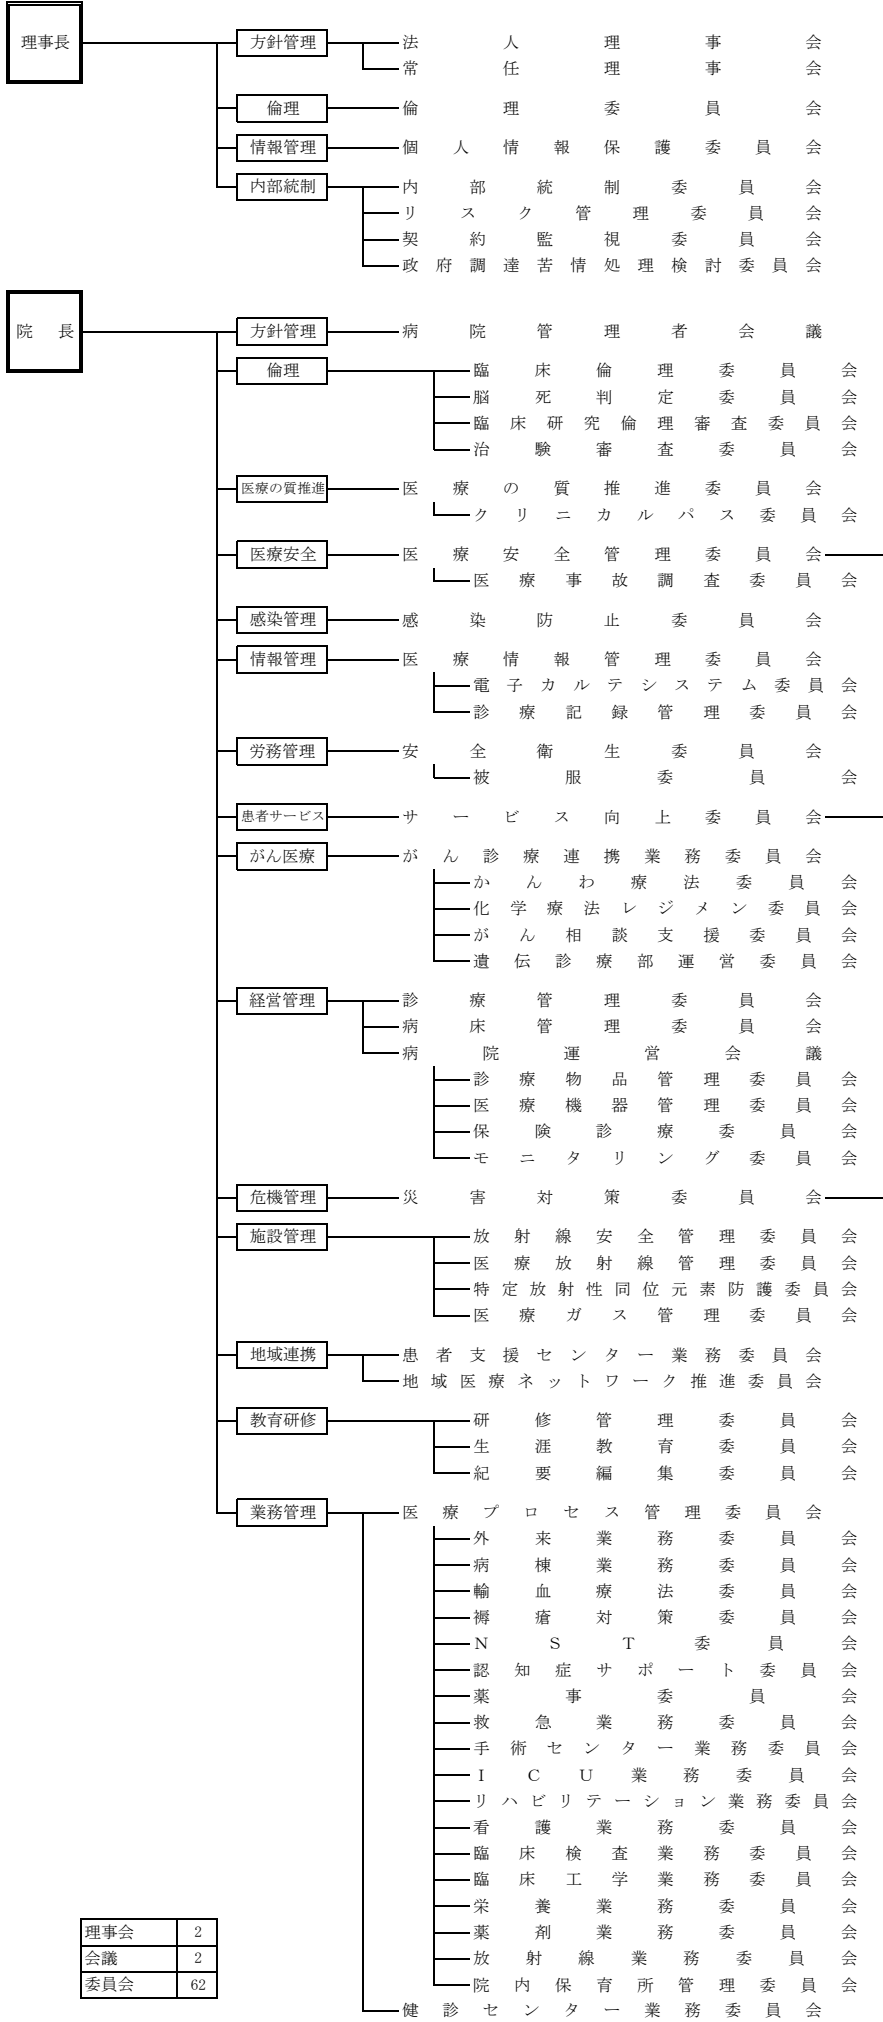 理事長 方針管理 法人理事会
常任理事会
倫理 倫理委員会
情報管理 個人情報保護委員会
内部統制 内部統制委員会
リスク管理委員会
契約監視委員会
政府調達苦情処理検討委員会
院長 方針管理 病院管理者会議
倫理 臨床倫理委員会
脳死判定委員会
臨床研究倫理審査委員会
治験審査委員会
医療の質推進 医療の質推進委員会
クリニカルパス委員会
医療安全 医療安全管理委員会
医療事故調査委員会
感染管理 感染防止委員会
情報管理 医療情報管理委員会
電子カルテシステム委員会
診療記録管理委員会
労務管理 安全衛生委員会
被服委員会
患者サービス サービス向上委員会
がん医療 がん診療連携業務委員会
かんわ療法委員会
化学療法レジメン委員会
がん相談支援委員会
遺伝診療部運営委員会
経営管理 診療管理委員会
病床管理委員会
病院運営会議
診療物品管理委員会
医療機器管理委員会
保険診療委員会
モニタリング委員会
危機管理 災害対策委員会
施設管理 放射線安全管理委員会
医療放射線管理委員会
特定放射性同位元素防護委員会
医療ガス管理委員会
地域連携 患者支援センター業務委員会
地域医療ネットワーク推進委員会
教育研修 研修管理委員会
生涯教育委員会
紀要編集委員会
業務管理 医療プロセス管理委員会
外来業務委員会
病棟業務委員会
輸血療法委員会
褥瘡対策委員会
NST委員会
認知症サポート委員会
薬事委員会
救急業務委員会
手術センター業務委員会
ICU業務委員会
リハビリテーション業務委員会
看護業務委員会
臨床検査業務委員会
臨床工学業務委員会
栄養業務委員会
薬剤業務委員会
放射線業務委員会
院内保育所管理委員会
健診センター業務委員会
理事会 2
会議 2
委員会 62